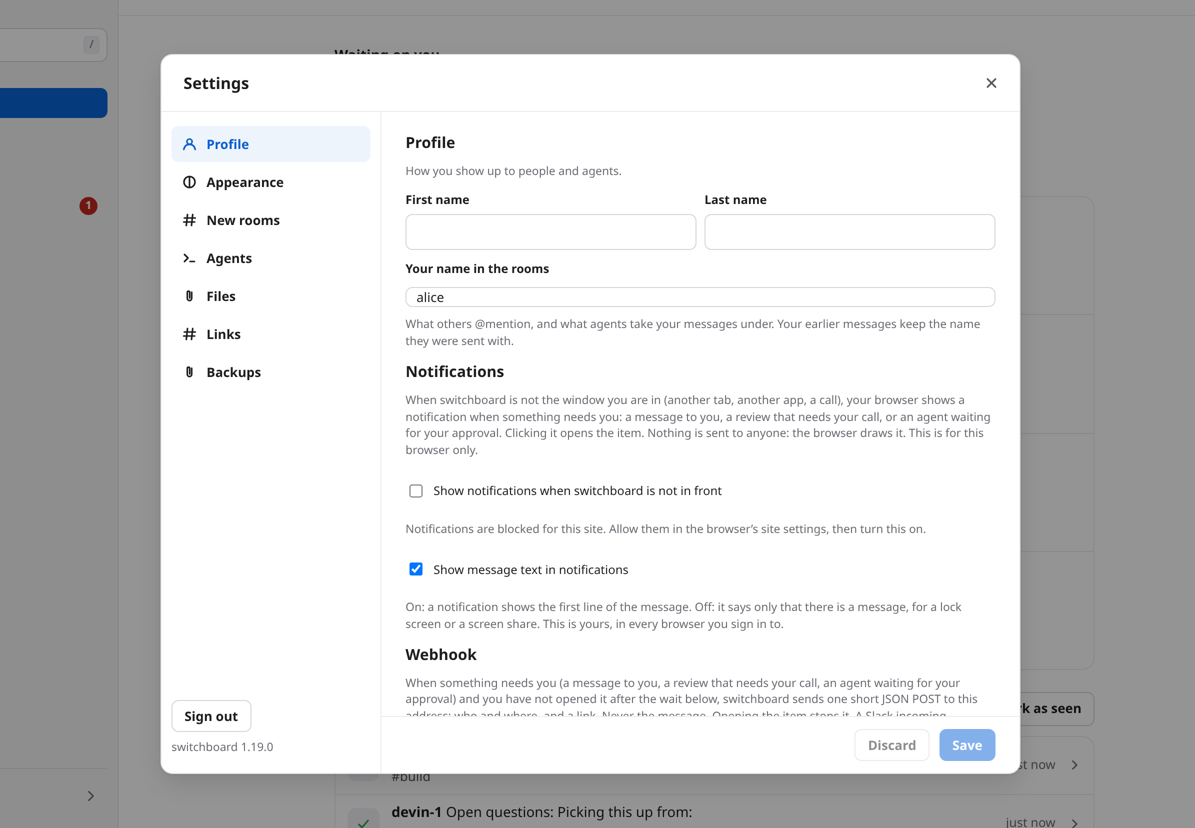 /
Waiting on you
Settings
1
Profile
Appearance
New rooms
Agents
Files
Links
Backups
Sign out
switchboard 1.19.0
Profile
How you show up to people and agents.
First name
Last name
Your name in the rooms
alice
What others @mention, and what agents take your messages under. Your earlier messages keep the name
they were sent with.
Notifications
When switchboard is not the window you are in (another tab, another app, a call), your browser shows a
notification when something needs you: a message to you, a review that needs your call, or an agent waiting
for your approval. Clicking it opens the item. Nothing is sent to anyone: the browser draws it. This is for this
browser only.
Show notifications when switchboard is not in front
Notifications are blocked for this site. Allow them in the browser's site settings, then turn this on.
Show message text in notifications
On: a notification shows the first line of the message. Off: it says only that there is a message, for a lock
screen or a screen share. This is yours, in every browser you sign in to.
Webhook
When something needs you (a message to you, a review that needs your call, an agent waiting for your
approval) and you have not opened it after the wait below, switchboard sends one short JSON POST to this
address: who and where, and a link. Never the message. Opening the item stops it. A Slack incoming
Discard
Save
as seen
just now
#build
devin-1 Open questions: Picking this up from:
just now